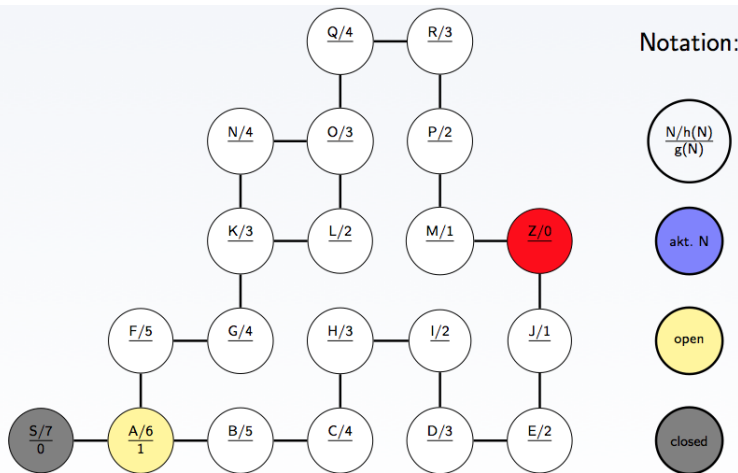 Q/4 R/3
Notation:
N/4 O/3 P/2
N/h(N)
g(N)
K/3 L/2 M/1 Z/0
akt. N
F/5 G/4 H/3 I/2 J/1
open
S/7 A/6 B/5 C/4 D/3 E/2
0 1
closed